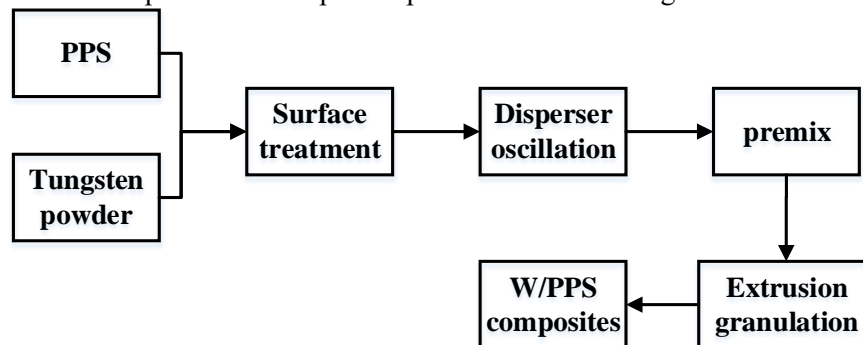 PPS
Tungsten
powder
Surface
treatment
Disperser
oscillation
premix
Extrusion
granulation
W/PPS
composites